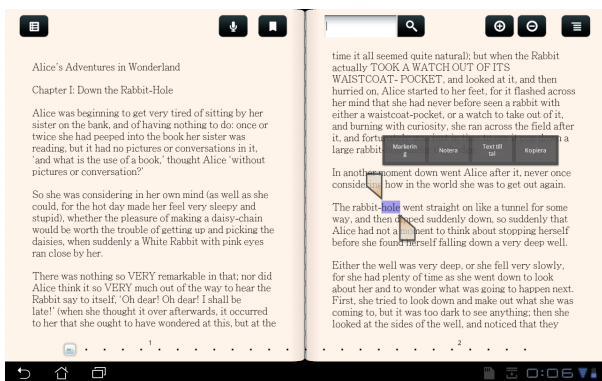 Alice's Adventures in Wonderland
Chapter I: Down the Rabbit-Hole
Alice was beginning to get very tired of sitting by her
sister on the bank, and of having nothing to do: once or
twice she had peeped into the book her sister was
reading, but it had no pictures or conversations in it,
'and what is the use of a book,' thought Alice 'without
pictures or conversation?'
So she was considering in her own mind (as well as she
could, for the hot day made her feel very sleepy and
stupid), whether the pleasure of making a daisy-chain
would be worth the trouble of getting up and picking the
daisies, when suddenly a White Rabbit with pink eyes
ran close by her.
There was nothing so VERY remarkable in that; nor did
Alice think it so VERY much out of the way to hear the
Rabbit say to itself, 'Oh dear! Oh dear! I shall be
late!' (when she thought it over afterwards, it occurred
to her that she ought to have wondered at this, but at the
1
time it all seemed quite natural); but when the Rabbit
actually TOOK A WATCH OUT OF ITS
WAISTCOAT- POCKET, and looked at it, and then
hurried on, Alice started to her feet, for it flashed across
her mind that she had never before seen a rabbit with
either a waistcoat-pocket, or a watch to take out of it,
and burning with curiosity, she ran across the field after
it, and
large rabbit
Markering
Notera
Text till tal
Kopiera
In another moment down went Alice after it, never once
how in the world she was to get out again.
The rabbit-hole went straight on like a tunnel for some
way, and then suddenly down, so suddenly that
Alice had not a to think about stopping herself
before she found herself falling down a very deep well.
Either the well was very deep, or she fell very slowly,
for she had plenty of time as she went down to look
about her and to wonder what was going to happen next.
First, she tried to look down and make out what she was
coming to, but it was too dark to see anything; then she
looked at the sides of the well, and noticed that they
2
0:06